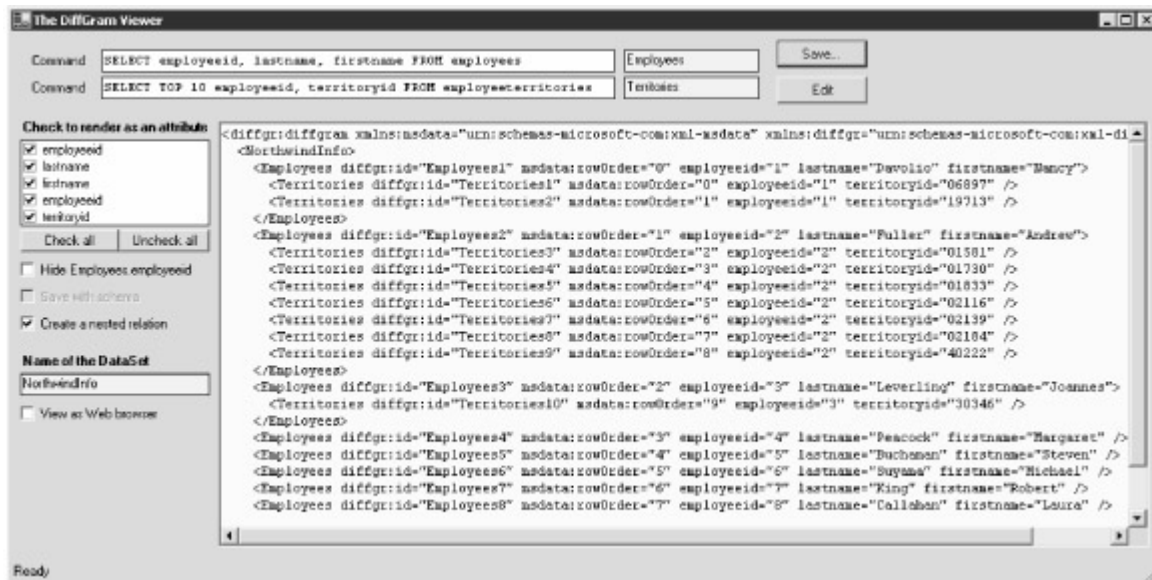 The DiffGram Viewer
Command SELECT employeeid, lastname, firstname FROM employees Employees Save...
Command SELECT TOP 10 employeeid, territoryid FROM employeeterritories Territories Edit
Check to render as an attribute
employeeid
lastname
firstname
employeeid
territoryid
Check all Uncheck all
Hide Employees.employeeid
Save with schema
Create a nested relation
Name of the DataSet
NorthwindInfo
View as Web browser
<diffgr:diffgram xmlns:msdata="urn:schemas-microsoft-com:xml-msdata" xmlns:diffgr="urn:schemas-microsoft-com:xml-di
<NorthwindInfo>
<Employees diffgr:id="Employees1" msdata:rowOrder="0" employeeid="1" lastname="Davolio" firstname="Nancy">
<Territories diffgr:id="Territories1" msdata:rowOrder="0" employeeid="1" territoryid="06897" />
<Territories diffgr:id="Territories2" msdata:rowOrder="1" employeeid="1" territoryid="19713" />
</Employees>
<Employees diffgr:id="Employees2" msdata:rowOrder="1" employeeid="2" lastname="Fuller" firstname="Andrew">
<Territories diffgr:id="Territories3" msdata:rowOrder="2" employeeid="2" territoryid="01581" />
<Territories diffgr:id="Territories4" msdata:rowOrder="3" employeeid="2" territoryid="01730" />
<Territories diffgr:id="Territories5" msdata:rowOrder="4" employeeid="2" territoryid="01833" />
<Territories diffgr:id="Territories6" msdata:rowOrder="5" employeeid="2" territoryid="02116" />
<Territories diffgr:id="Territories7" msdata:rowOrder="6" employeeid="2" territoryid="02139" />
<Territories diffgr:id="Territories8" msdata:rowOrder="7" employeeid="2" territoryid="02184" />
<Territories diffgr:id="Territories9" msdata:rowOrder="8" employeeid="2" territoryid="40222" />
</Employees>
<Employees diffgr:id="Employees3" msdata:rowOrder="2" employeeid="3" lastname="Leverling" firstname="Joannes">
<Territories diffgr:id="Territories10" msdata:rowOrder="9" employeeid="3" territoryid="30346" />
</Employees>
<Employees diffgr:id="Employees4" msdata:rowOrder="3" employeeid="4" lastname="Peacock" firstname="Margaret" />
<Employees diffgr:id="Employees5" msdata:rowOrder="4" employeeid="5" lastname="Buchanan" firstname="Steven" />
<Employees diffgr:id="Employees6" msdata:rowOrder="5" employeeid="6" lastname="Suyama" firstname="Michael" />
<Employees diffgr:id="Employees7" msdata:rowOrder="6" employeeid="7" lastname="King" firstname="Robert" />
<Employees diffgr:id="Employees8" msdata:rowOrder="7" employeeid="8" lastname="Callahan" firstname="Laura" />
Ready